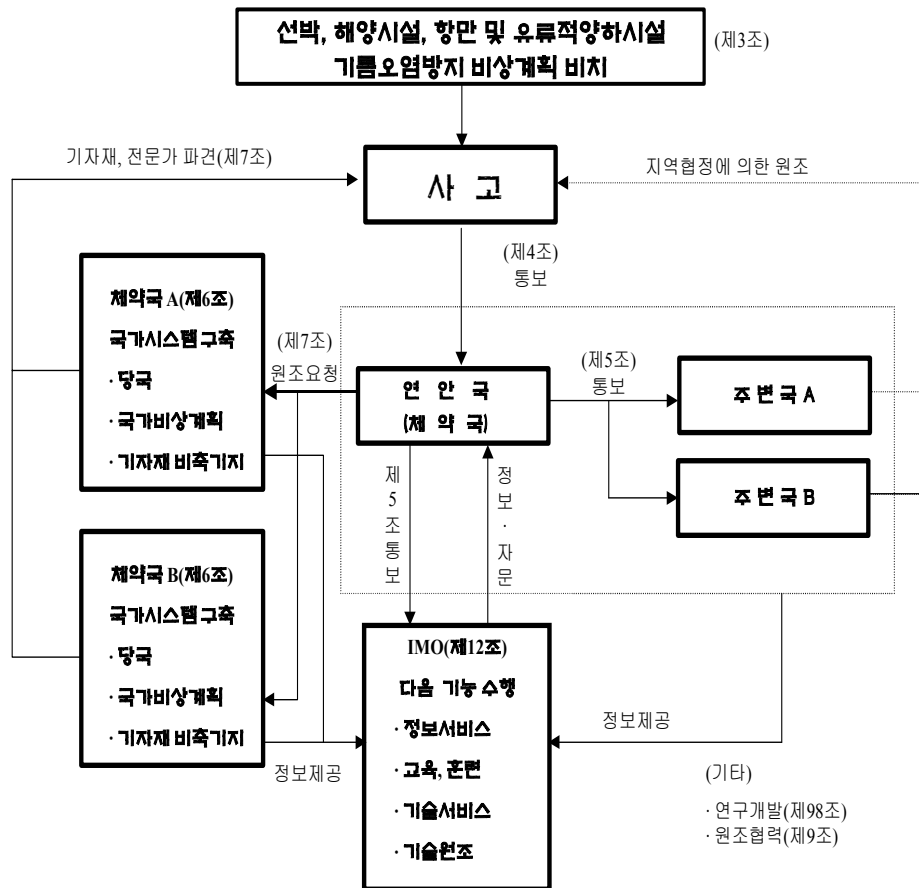 선박, 해양시설, 항만 및 유류적양하시설
기름오염방지 비상계획 비치
(제3조)
기자재, 전문가 파견(제7조)
사 고
지역협정에 의한 원조
(제4조)
통보
체약국 A(제6조)
국가시스템 구축
· 당국
· 국가비상계획
· 기자재 비축기지
(제7조)
원조요청
연 안 국
(체 약 국)
(제5조)
통보
주 변 국 A
주 변 국 B
제5조통보
정보·자문
체약국 B(제6조)
국가시스템 구축
· 당국
· 국가비상계획
· 기자재 비축기지
정보제공
IMO(제12조)
다음 기능 수행
· 정보서비스
· 교육, 훈련
· 기술서비스
· 기술원조
정보제공
(기타)
· 연구개발(제98조)
· 원조협력(제9조)